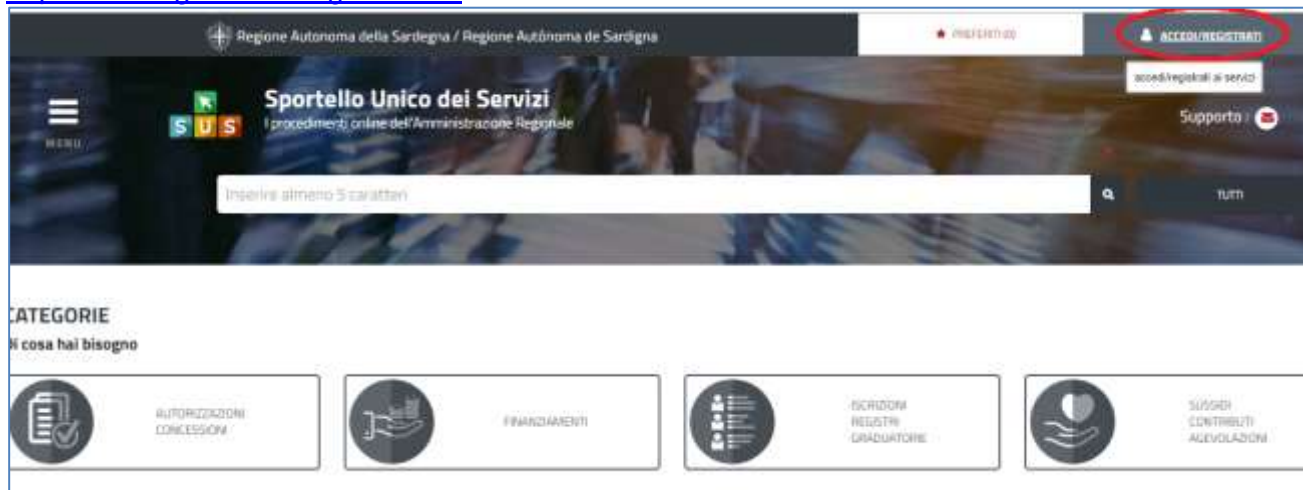 Regione Autonoma della Sardegna / Regione Autònoma de Sardigna
PREFERITI (0)
ACCEDI/REGISTRATI
accedi/registrati ai servizi
MENU
SUS
Sportello Unico dei Servizi
I procedimenti online dell'Amministrazione Regionale
Supporto
Inserire almeno 5 caratteri
TUTTI
CATEGORIE
Di cosa hai bisogno
AUTORIZZAZIONI
CONCESSIONI
FINANZIAMENTI
ISCRIZIONI
REGISTRI
GRADUATORIE
SUSSIDI
CONTRIBUTI
AGEVOLAZIONI